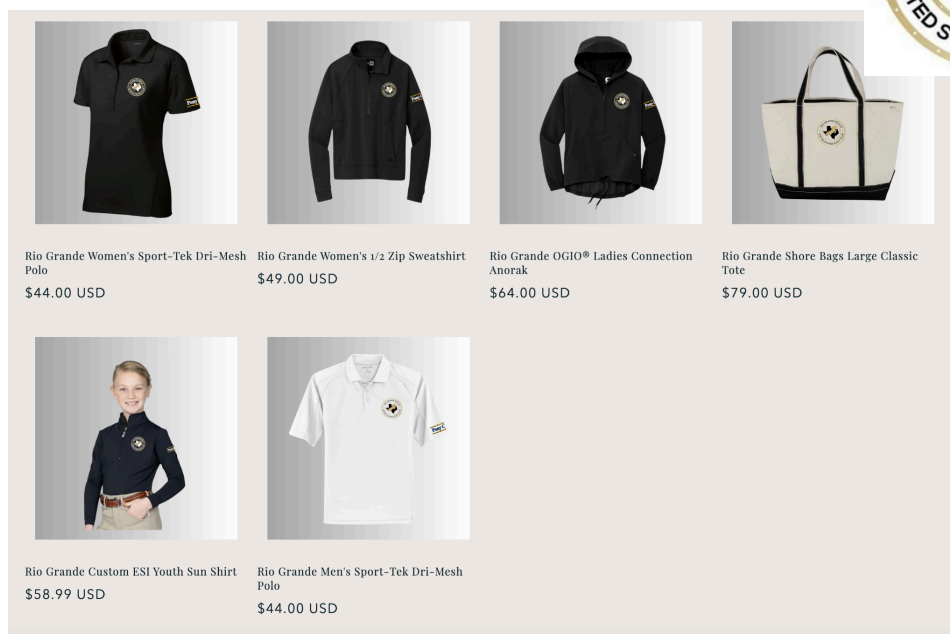 TED S
Rio Grande Women's Sport-Tek Dri-Mesh
Polo
$44.00 USD
Rio Grande Women's 1/2 Zip Sweatshirt
$49.00 USD
Rio Grande OGIO® Ladies Connection
Anorak
$64.00 USD
Rio Grande Shore Bags Large Classic
Tote
$79.00 USD
Rio Grande Custom ESI Youth Sun Shirt
$58.99 USD
Rio Grande Men's Sport-Tek Dri-Mesh
Polo
$44.00 USD